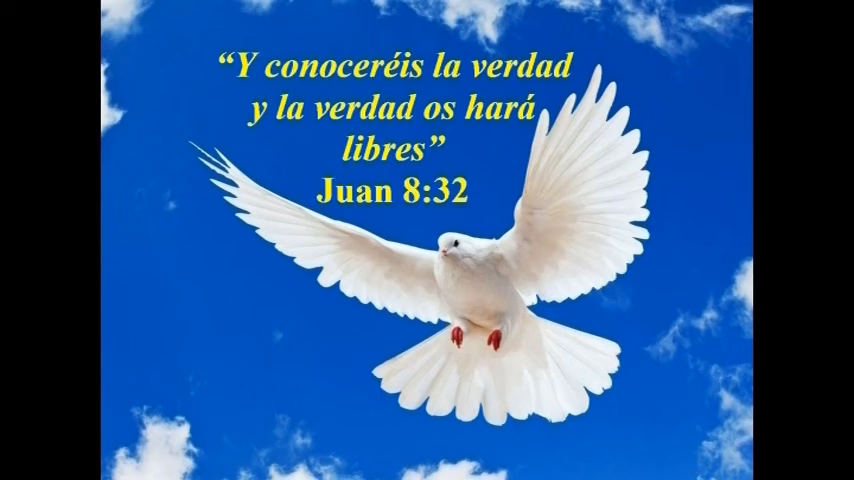 “Y conoceréis la verdad
y la verdad os hará
libres”
Juan 8:32